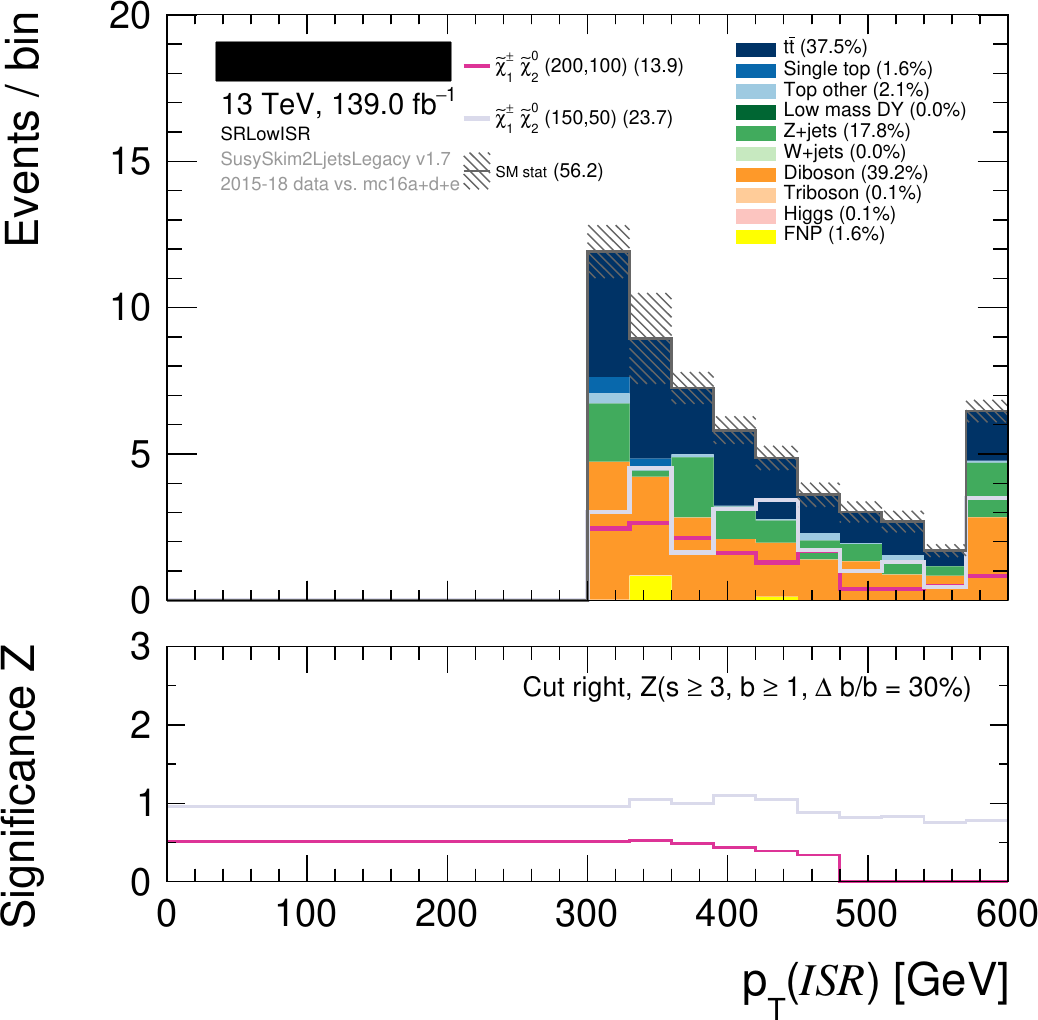 Events / bin
20
15
10
5
0
13 TeV, 139.0 fb⁻¹
SRLowISR
SusySkim2LjetsLegacy v1.7
2015-18 data vs. mc16a+d+e
χ̃₁± χ̃₂⁰ (200,100) (13.9)
χ̃₁± χ̃₂⁰ (150,50) (23.7)
SM stat (56.2)
tt̄ (37.5%)
Single top (1.6%)
Top other (2.1%)
Low mass DY (0.0%)
Z+jets (17.8%)
W+jets (0.0%)
Diboson (39.2%)
Triboson (0.1%)
Higgs (0.1%)
FNP (1.6%)
Significance Z
3
2
1
0
Cut right, Z(s ≥ 3, b ≥ 1, Δ b/b = 30%)
0 100 200 300 400 500 600
p_T(ISR) [GeV]